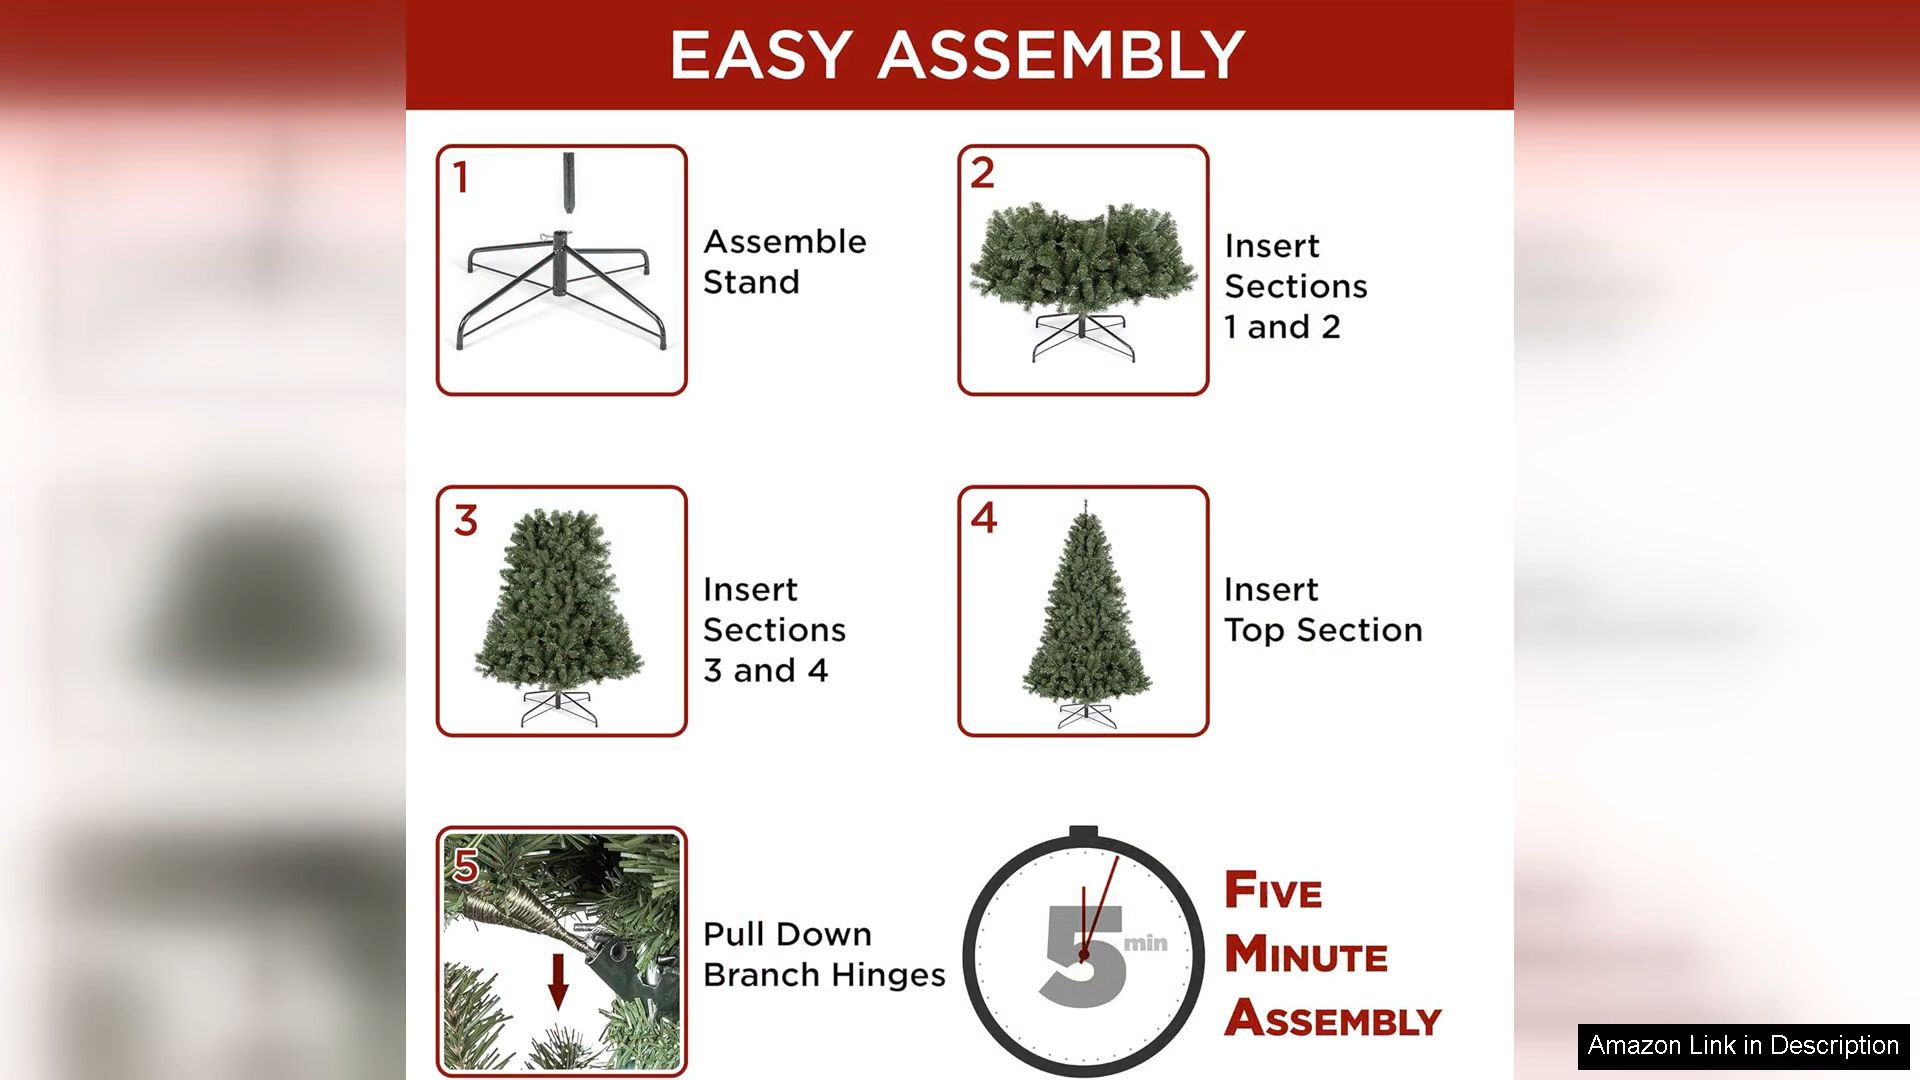 EASY ASSEMBLY
1
Assemble
Stand
2
Insert
Sections
1 and 2
3
Insert
Sections
3 and 4
4
Insert
Top Section
5
Pull Down
Branch Hinges
5 min
FIVE
MINUTE
ASSEMBLY
Amazon Link in Description